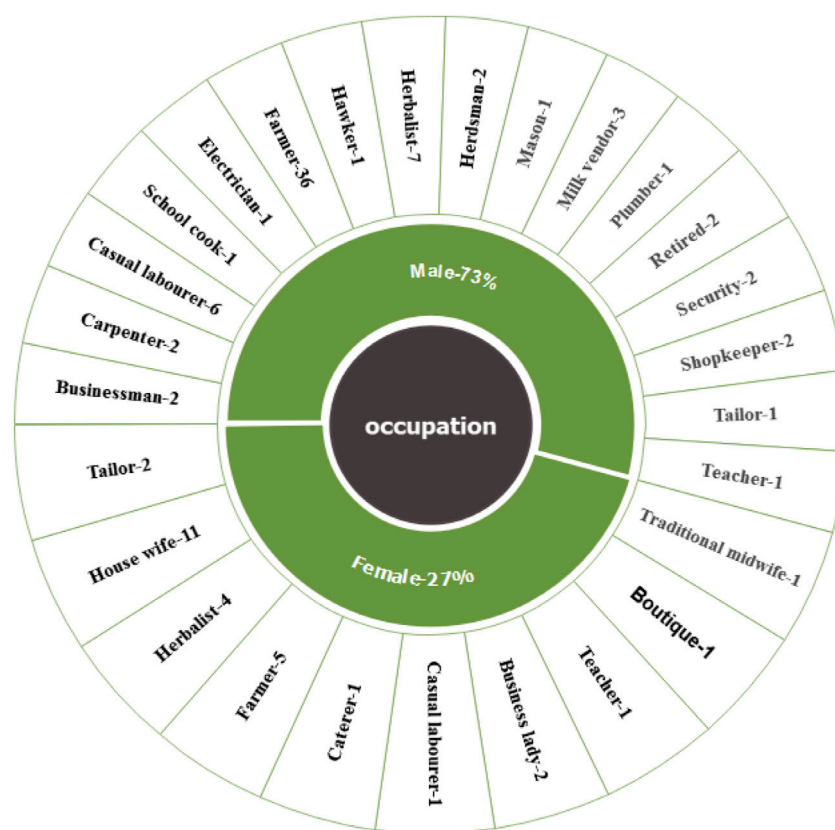 occupation
Male-73%
Businessman-2
Carpenter-2
Casual labourer-6
School cook-1
Electrician-1
Farmer-36
Hawker-1
Herbalist-7
Herdsman-2
Mason-1
Milk vendor-3
Plumber-1
Retired-2
Security-2
Shopkeeper-2
Tailor-1
Teacher-1
Female-27%
Traditional midwife-1
Boutique-1
Teacher-1
Business lady-2
Casual labourer-1
Caterer-1
Farmer-5
Herbalist-4
House wife-11
Tailor-2